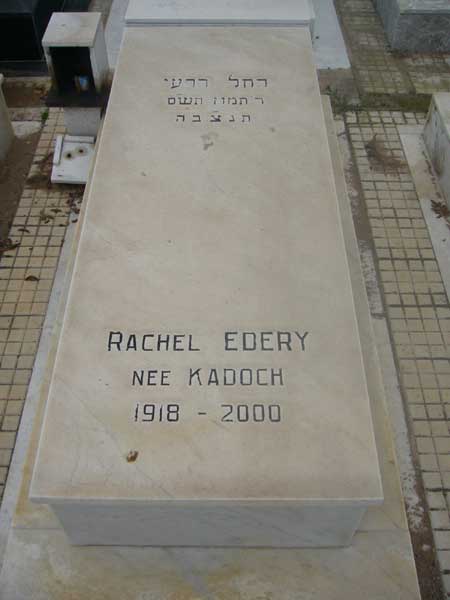 רחל דרעי
ו תמוז תשס
תנצבה
RACHEL EDERY
NEE KADOCH
1918 - 2000